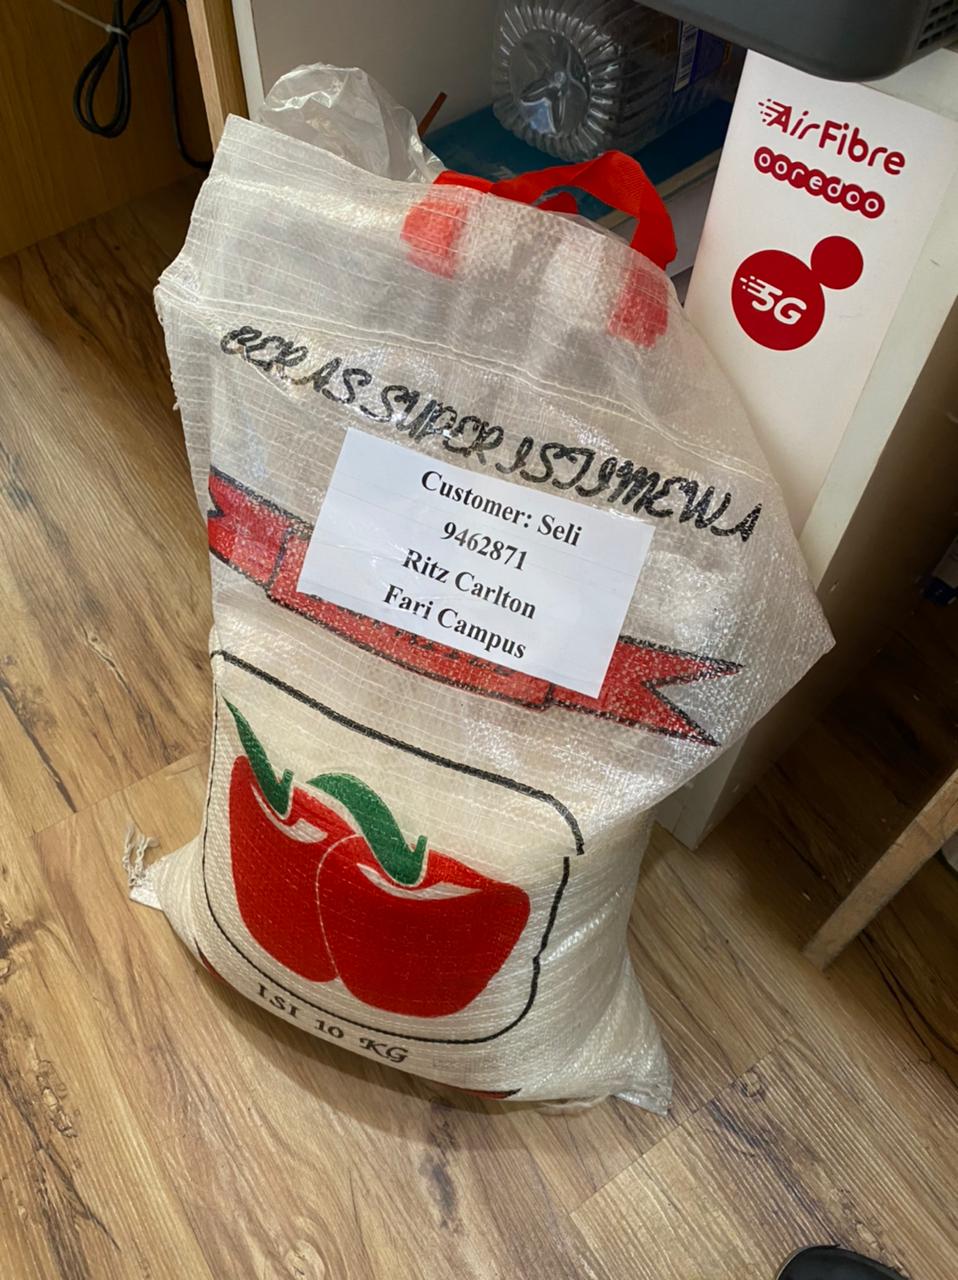 AirFibre
ooredoo
5G
BERAS SUPER ISTIMEWA
Customer: Seli
9462871
Ritz Carlton
Fari Campus
ISI 10 KG